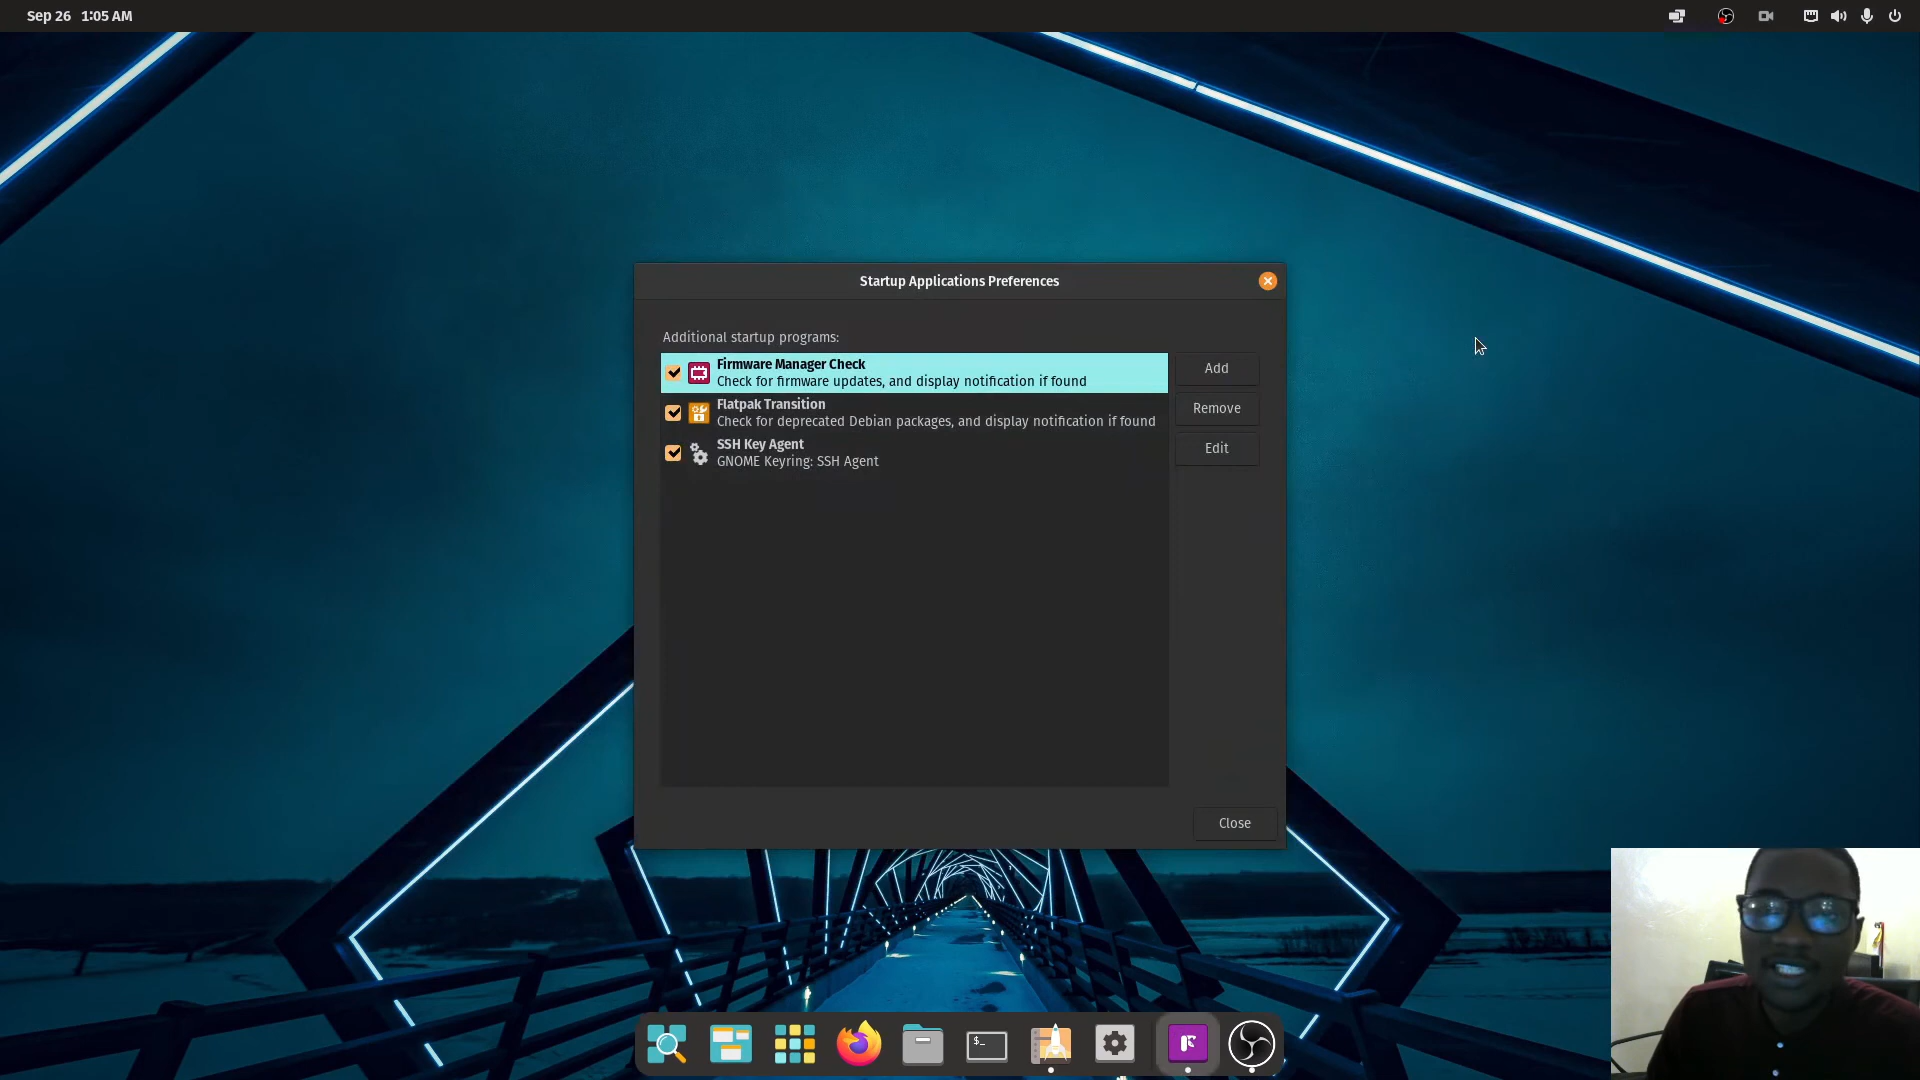 Sep 26 1:05 AM
Startup Applications Preferences
Additional startup programs:
Firmware Manager Check
Check for firmware updates, and display notification if found
Flatpak Transition
Check for deprecated Debian packages, and display notification if found
SSH Key Agent
GNOME Keyring: SSH Agent
Add
Remove
Edit
Close
$_